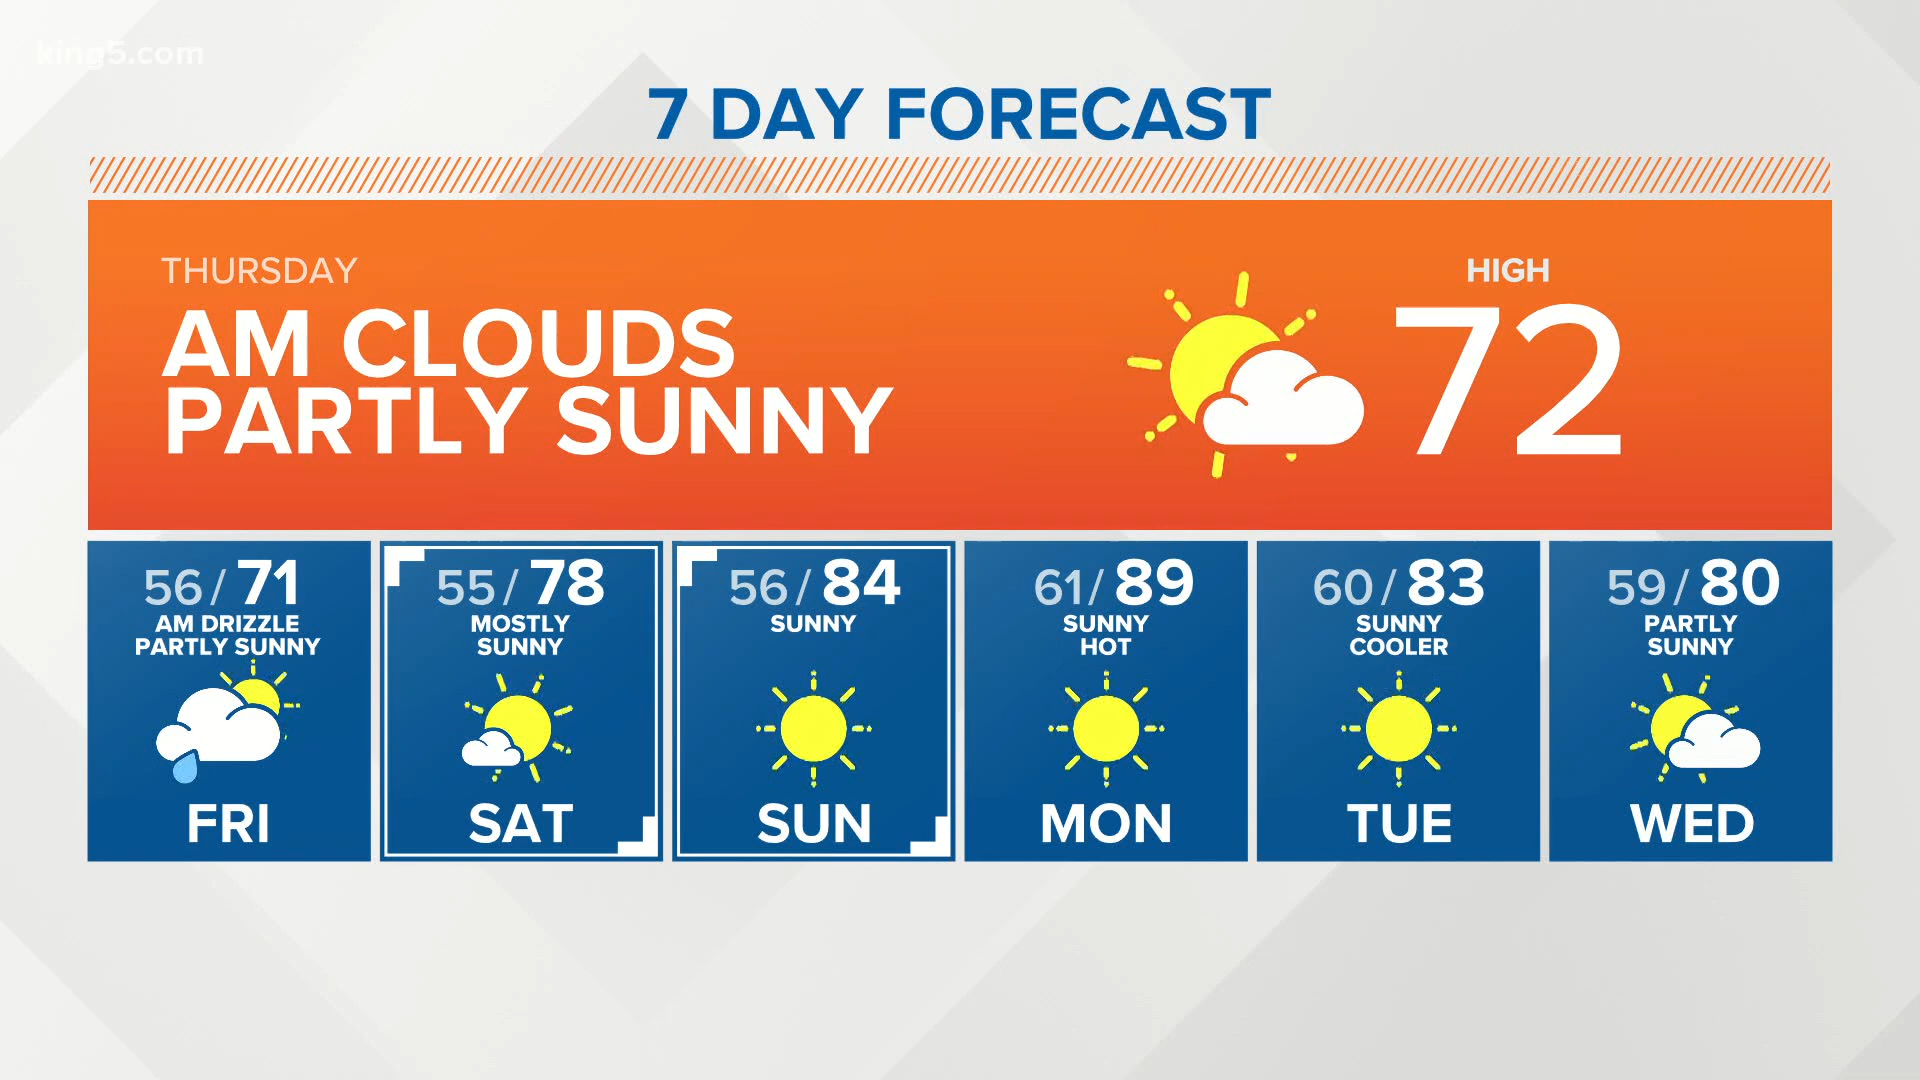 king5.com
7 DAY FORECAST
THURSDAY
AM CLOUDS
PARTLY SUNNY
HIGH
72
56/71
AM DRIZZLE
PARTLY SUNNY
FRI
55/78
MOSTLY
SUNNY
SAT
56/84
SUNNY
SUN
61/89
SUNNY
HOT
MON
60/83
SUNNY
COOLER
TUE
59/80
PARTLY
SUNNY
WED